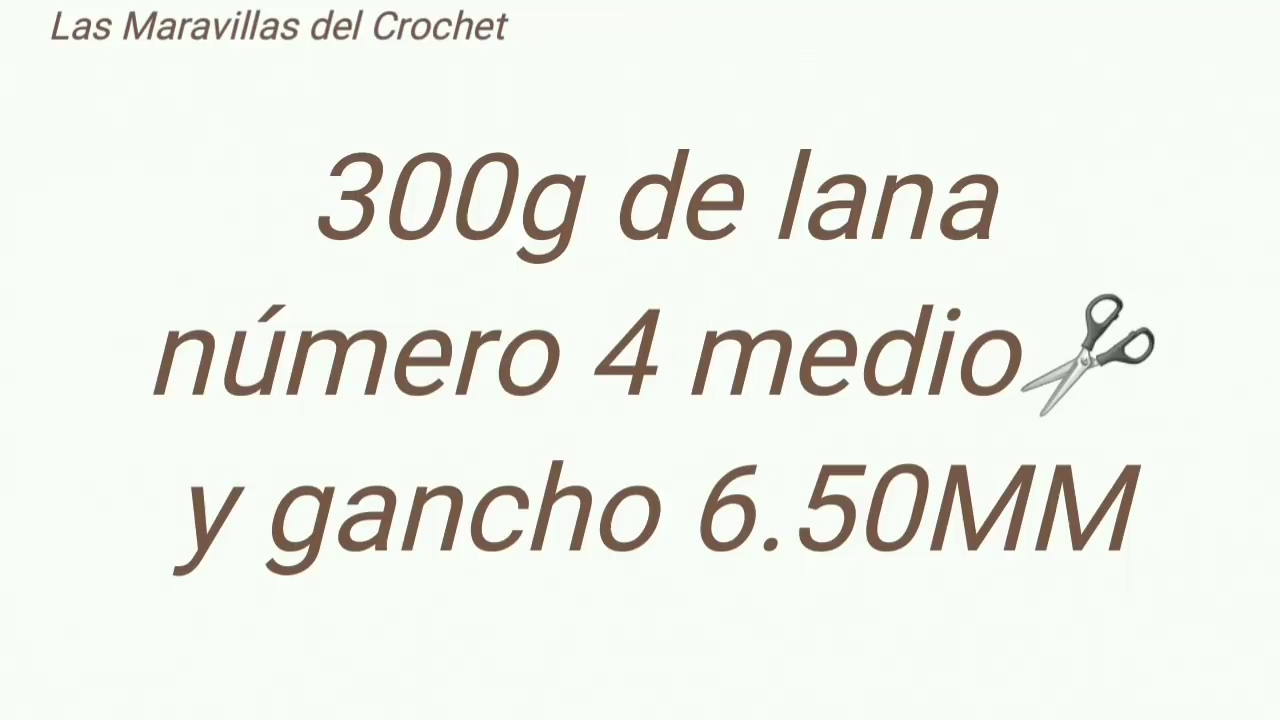 Las Maravillas del Crochet
300g de lana
número 4 medio✂️
y gancho 6.50MM